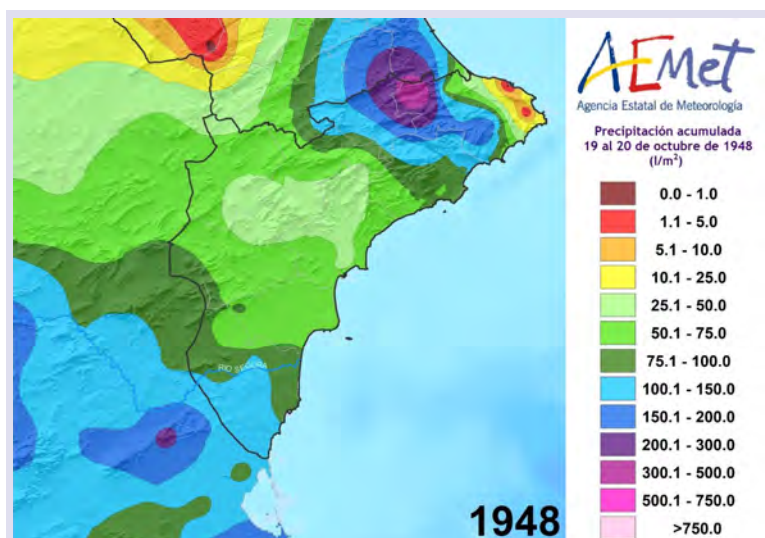 AEMet
Agencia Estatal de Meteorología
Precipitación acumulada
19 al 20 de octubre de 1948
(l/m²)
0.0 - 1.0
1.1 - 5.0
5.1 - 10.0
10.1 - 25.0
25.1 - 50.0
50.1 - 75.0
75.1 - 100.0
100.1 - 150.0
150.1 - 200.0
200.1 - 300.0
300.1 - 500.0
500.1 - 750.0
>750.0
RIO SEGURA
1948